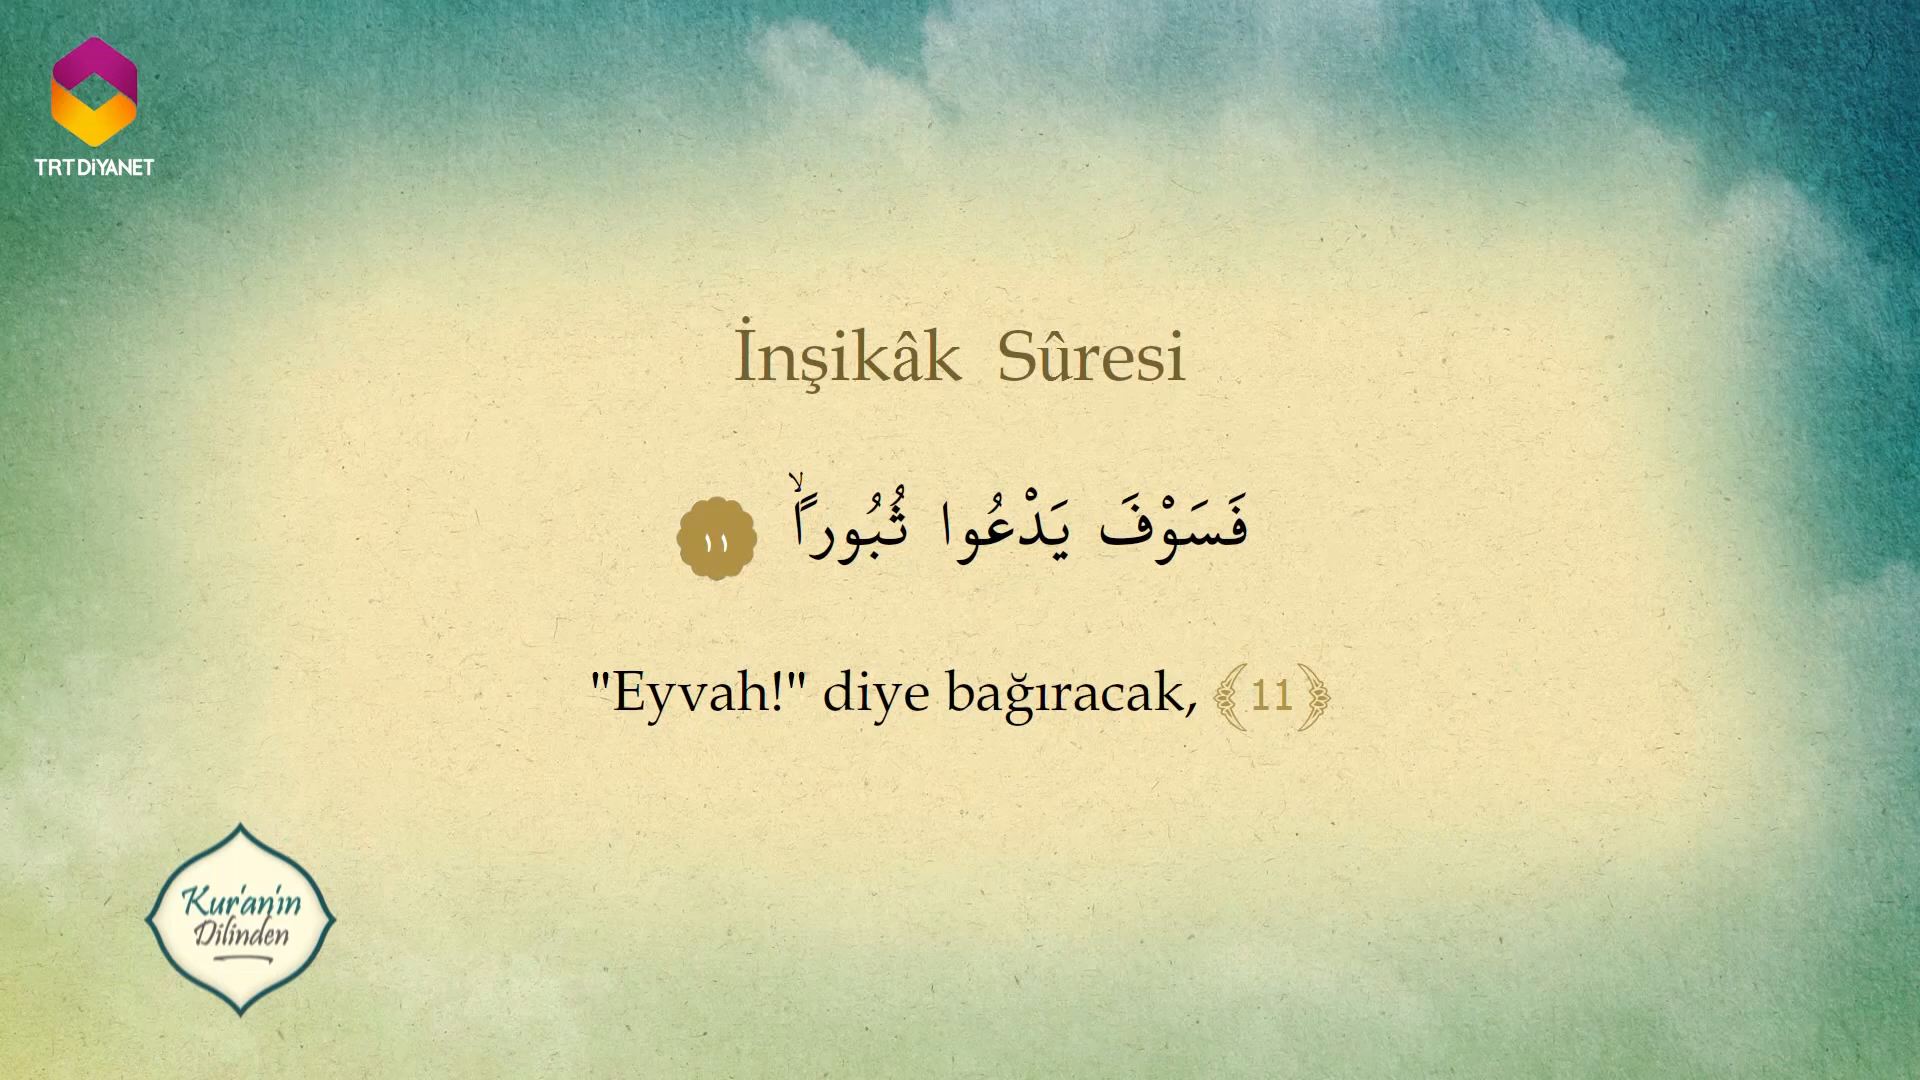 TRT DİYANET
İnşikâk Sûresi
فَسَوْفَ يَدْعُوا ثُبُوراًۙ ١١
"Eyvah!" diye bağıracak, ﴾11﴿
Kur'an'ın
Dilinden